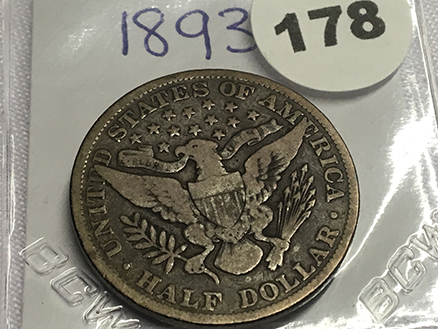 1893
178
UNITED STATES OF AMERICA
· HALF DOLLAR ·
BCW
BCW